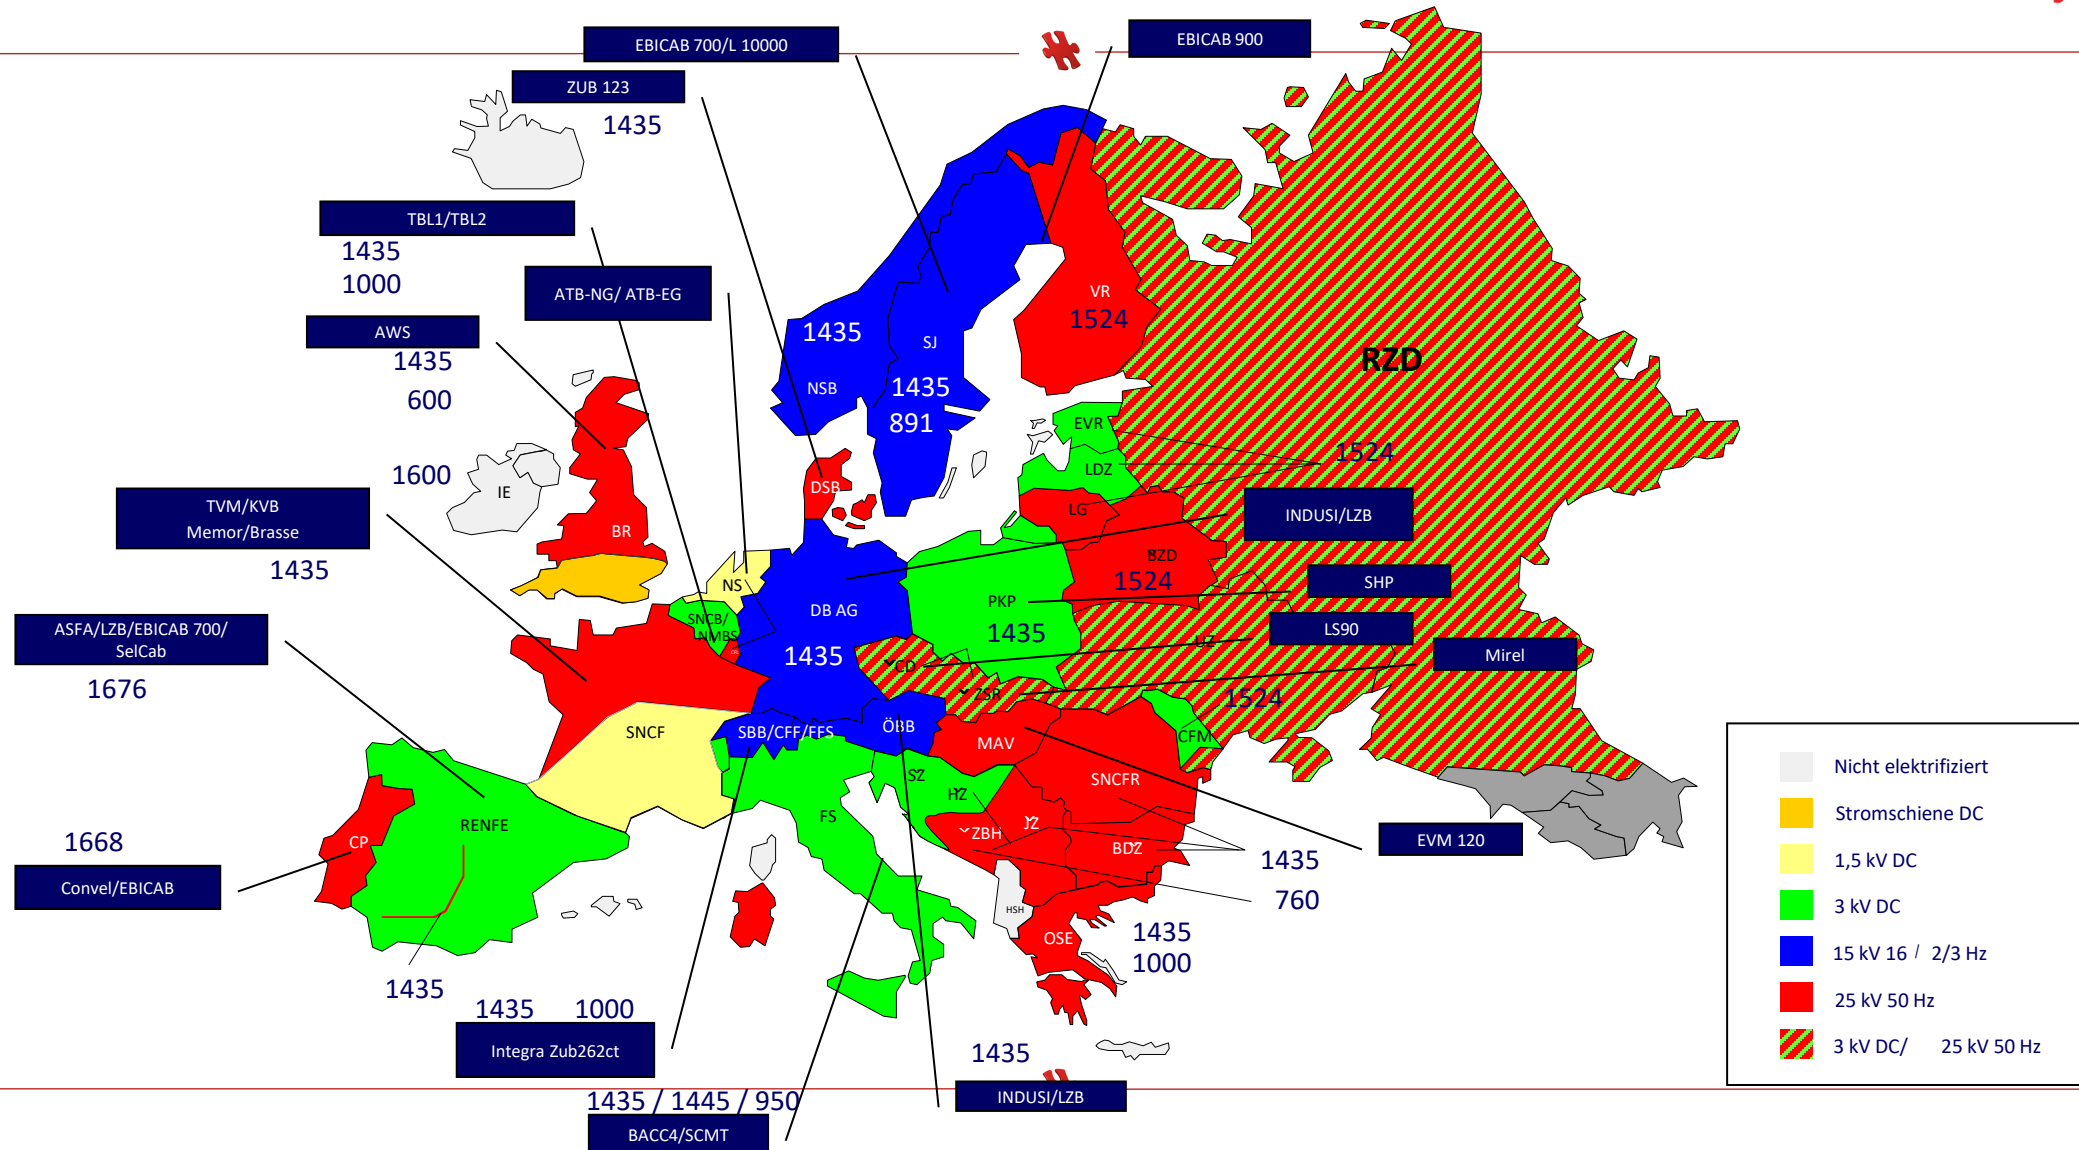 EBICAB 700/L 10000
EBICAB 900
ZUB 123
1435
TBL1/TBL2
1435
1000
ATB-NG/ ATB-EG
AWS
1435
600
1600
IE
BR
TVM/KVB
Memor/Brasse
1435
ASFA/LZB/EBICAB 700/
SelCab
1676
1668
Convel/EBICAB
CP
RENFE
1435
SNCF
1435
NSB
SJ
1435
891
VR
1524
RZD
EVR
LDZ
LG
1524
DSB
INDUSI/LZB
BZD
1524
SHP
LS90
Mirel
NS
SNCB/
NMBS
DB AG
1435
PKP
1435
UZ
1524
CD
ZSR
SBB/CFF/FFS
ÖBB
MAV
CFM
SNCFR
SZ
HZ
FS
ZBH
JZ
BDZ
EVM 120
1435
760
HSH
OSE
1435
1000
1435 1000
Integra Zub262ct
1435
INDUSI/LZB
1435 / 1445 / 950
BACC4/SCMT
Nicht elektrifiziert
Stromschiene DC
1,5 kV DC
3 kV DC
15 kV 16 / 2/3 Hz
25 kV 50 Hz
3 kV DC/ 25 kV 50 Hz